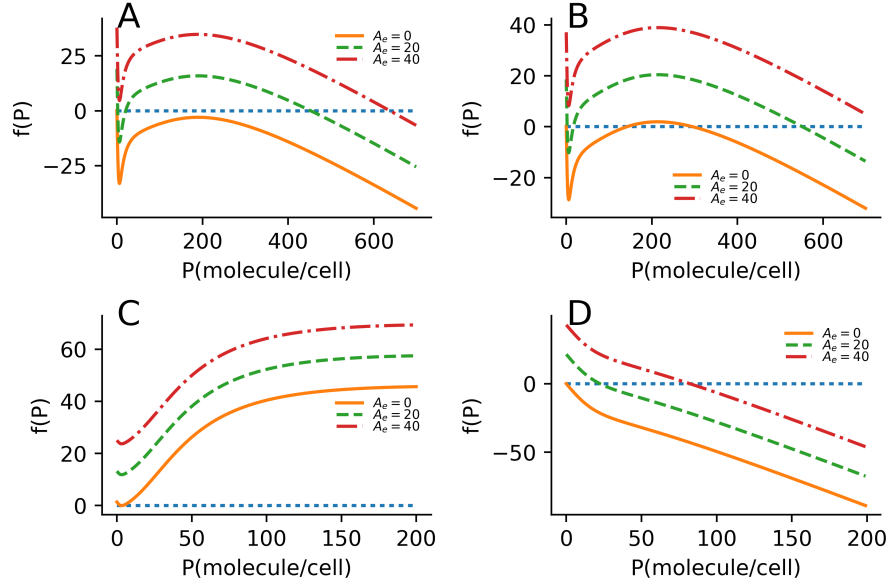 A
25
0
−25
f(P)
0 200 400 600
P(molecule/cell)
A_e = 0
A_e = 20
A_e = 40
B
40
20
0
−20
f(P)
0 200 400 600
P(molecule/cell)
A_e = 0
A_e = 20
A_e = 40
C
60
40
20
0
f(P)
0 50 100 150 200
P(molecule/cell)
A_e = 0
A_e = 20
A_e = 40
D
0
−50
f(P)
0 50 100 150 200
P(molecule/cell)
A_e = 0
A_e = 20
A_e = 40